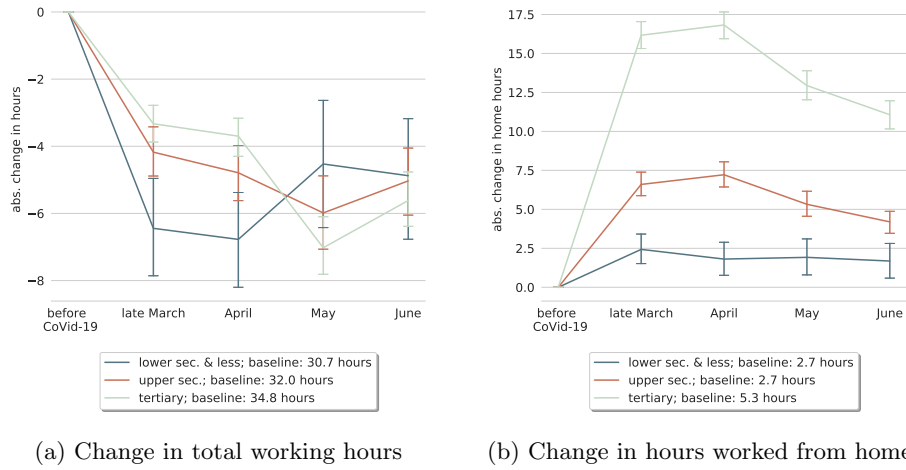 0
−2
−4
−6
−8
abs. change in hours
before
CoVid-19
late March
April
May
June
lower sec. & less; baseline: 30.7 hours
upper sec.; baseline: 32.0 hours
tertiary; baseline: 34.8 hours
(a) Change in total working hours
17.5
15.0
12.5
10.0
7.5
5.0
2.5
0.0
abs. change in home hours
before
CoVid-19
late March
April
May
June
lower sec. & less; baseline: 2.7 hours
upper sec.; baseline: 2.7 hours
tertiary; baseline: 5.3 hours
(b) Change in hours worked from home